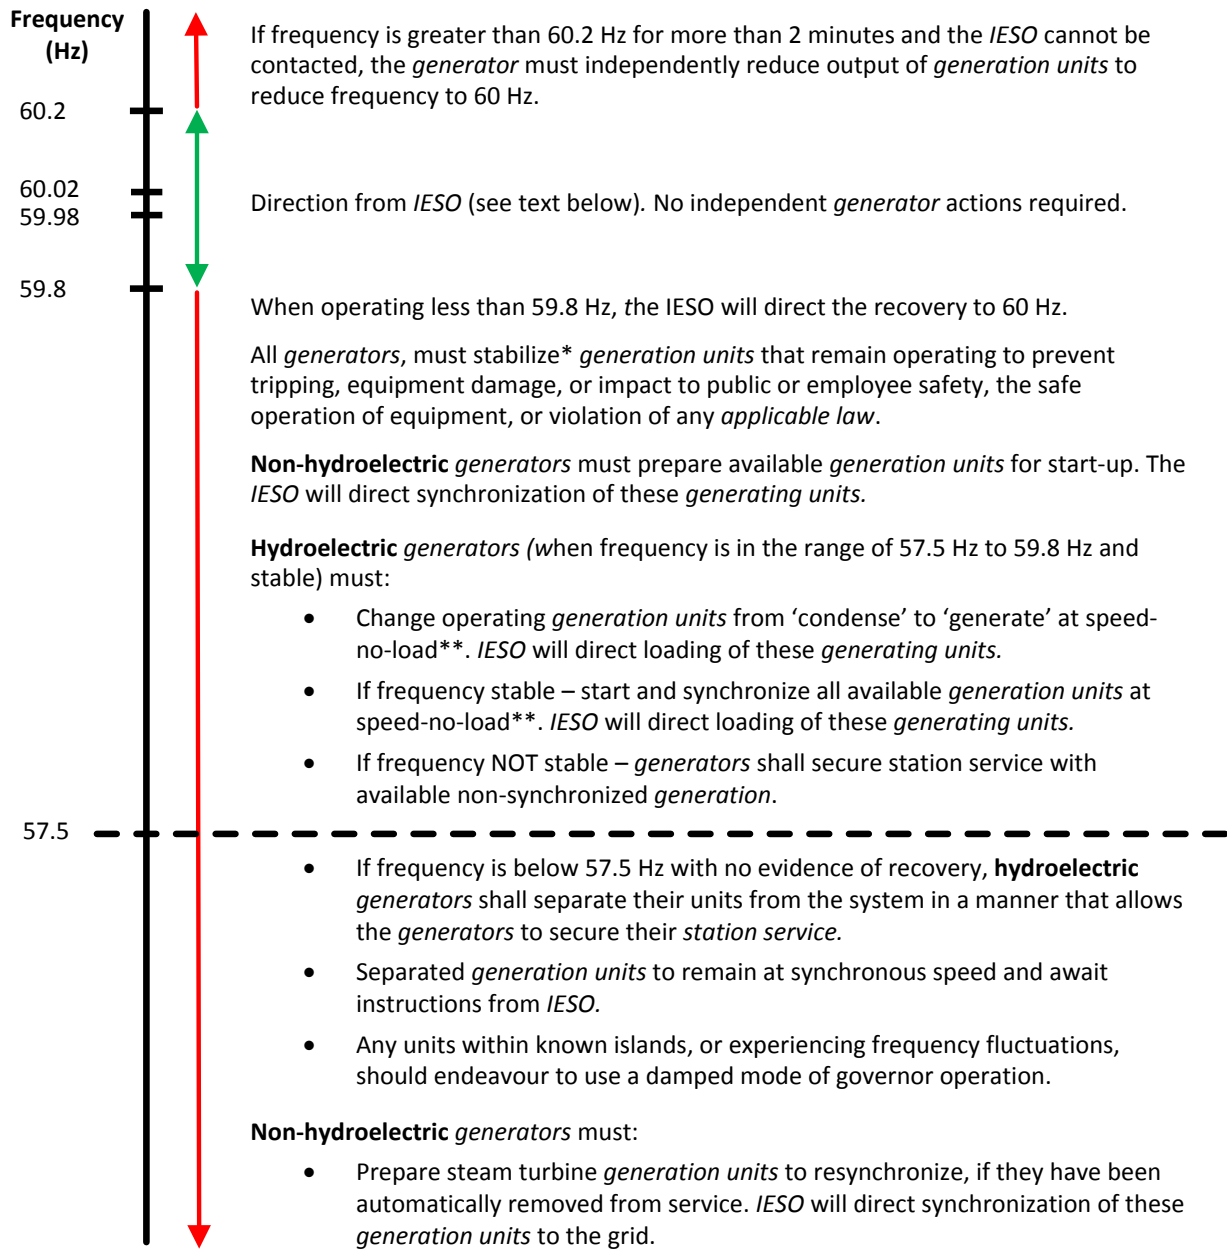 Frequency
(Hz)
If frequency is greater than 60.2 Hz for more than 2 minutes and the IESO cannot be
contacted, the generator must independently reduce output of generation units to
reduce frequency to 60 Hz.
60.2
60.02
59.98
Direction from IESO (see text below). No independent generator actions required.
59.8
When operating less than 59.8 Hz, the IESO will direct the recovery to 60 Hz.
All generators, must stabilize* generation units that remain operating to prevent
tripping, equipment damage, or impact to public or employee safety, the safe
operation of equipment, or violation of any applicable law.
Non-hydroelectric generators must prepare available generation units for start-up. The
IESO will direct synchronization of these generating units.
Hydroelectric generators (when frequency is in the range of 57.5 Hz to 59.8 Hz and
stable) must:
• Change operating generation units from ‘condense’ to ‘generate’ at speed-
no-load**. IESO will direct loading of these generating units.
• If frequency stable – start and synchronize all available generation units at
speed-no-load**. IESO will direct loading of these generating units.
• If frequency NOT stable – generators shall secure station service with
available non-synchronized generation.
57.5
• If frequency is below 57.5 Hz with no evidence of recovery, hydroelectric
generators shall separate their units from the system in a manner that allows
the generators to secure their station service.
• Separated generation units to remain at synchronous speed and await
instructions from IESO.
• Any units within known islands, or experiencing frequency fluctuations,
should endeavour to use a damped mode of governor operation.
Non-hydroelectric generators must:
• Prepare steam turbine generation units to resynchronize, if they have been
automatically removed from service. IESO will direct synchronization of these
generation units to the grid.